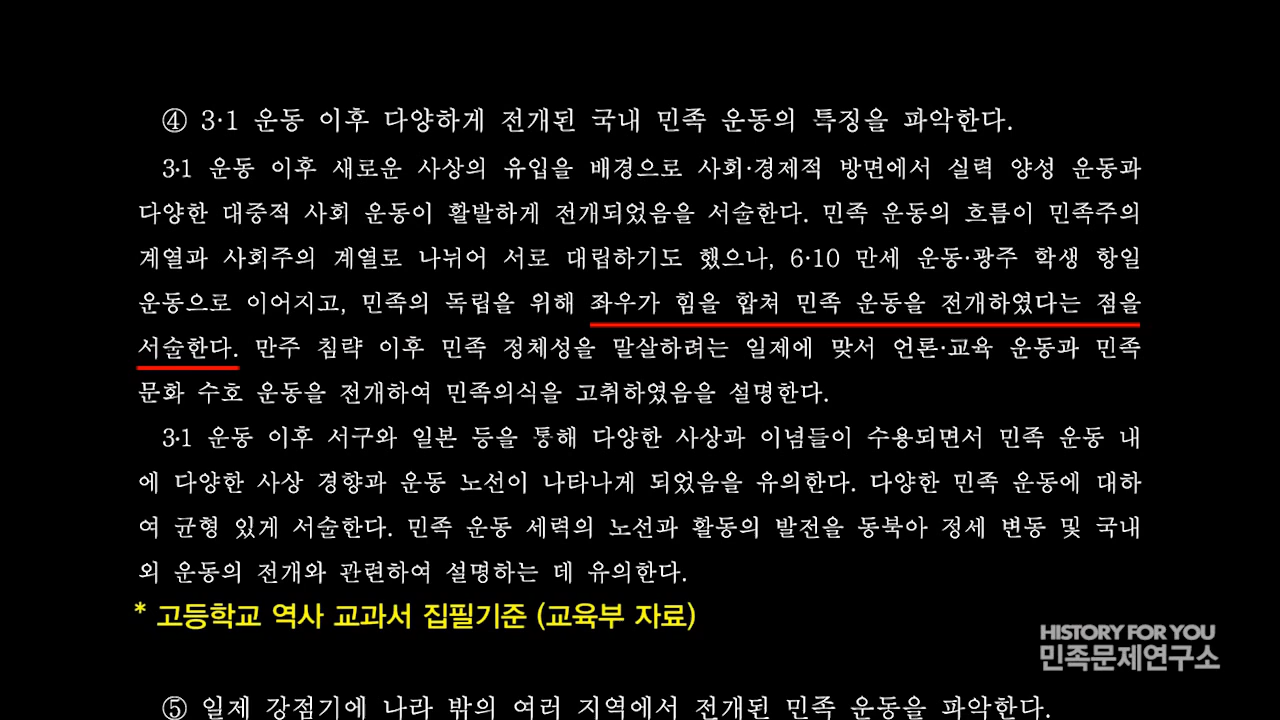 ④ 3·1 운동 이후 다양하게 전개된 국내 민족 운동의 특징을 파악한다.
3·1 운동 이후 새로운 사상의 유입을 배경으로 사회·경제적 방면에서 실력 양성 운동과
다양한 대중적 사회 운동이 활발하게 전개되었음을 서술한다. 민족 운동의 흐름이 민족주의
계열과 사회주의 계열로 나뉘어 서로 대립하기도 했으나, 6·10 만세 운동·광주 학생 항일
운동으로 이어지고, 민족의 독립을 위해 좌우가 힘을 합쳐 민족 운동을 전개하였다는 점을
서술한다. 만주 침략 이후 민족 정체성을 말살하려는 일제에 맞서 언론·교육 운동과 민족
문화 수호 운동을 전개하여 민족의식을 고취하였음을 설명한다.
3·1 운동 이후 서구와 일본 등을 통해 다양한 사상과 이념들이 수용되면서 민족 운동 내
에 다양한 사상 경향과 운동 노선이 나타나게 되었음을 유의한다. 다양한 민족 운동에 대하
여 균형 있게 서술한다. 민족 운동 세력의 노선과 활동의 발전을 동북아 정세 변동 및 국내
외 운동의 전개와 관련하여 설명하는 데 유의한다.
* 고등학교 역사 교과서 집필기준 (교육부 자료)
HISTORY FOR YOU
민족문제연구소
⑤ 일제 강점기에 나라 밖의 여러 지역에서 전개된 민족 운동을 파악한다.